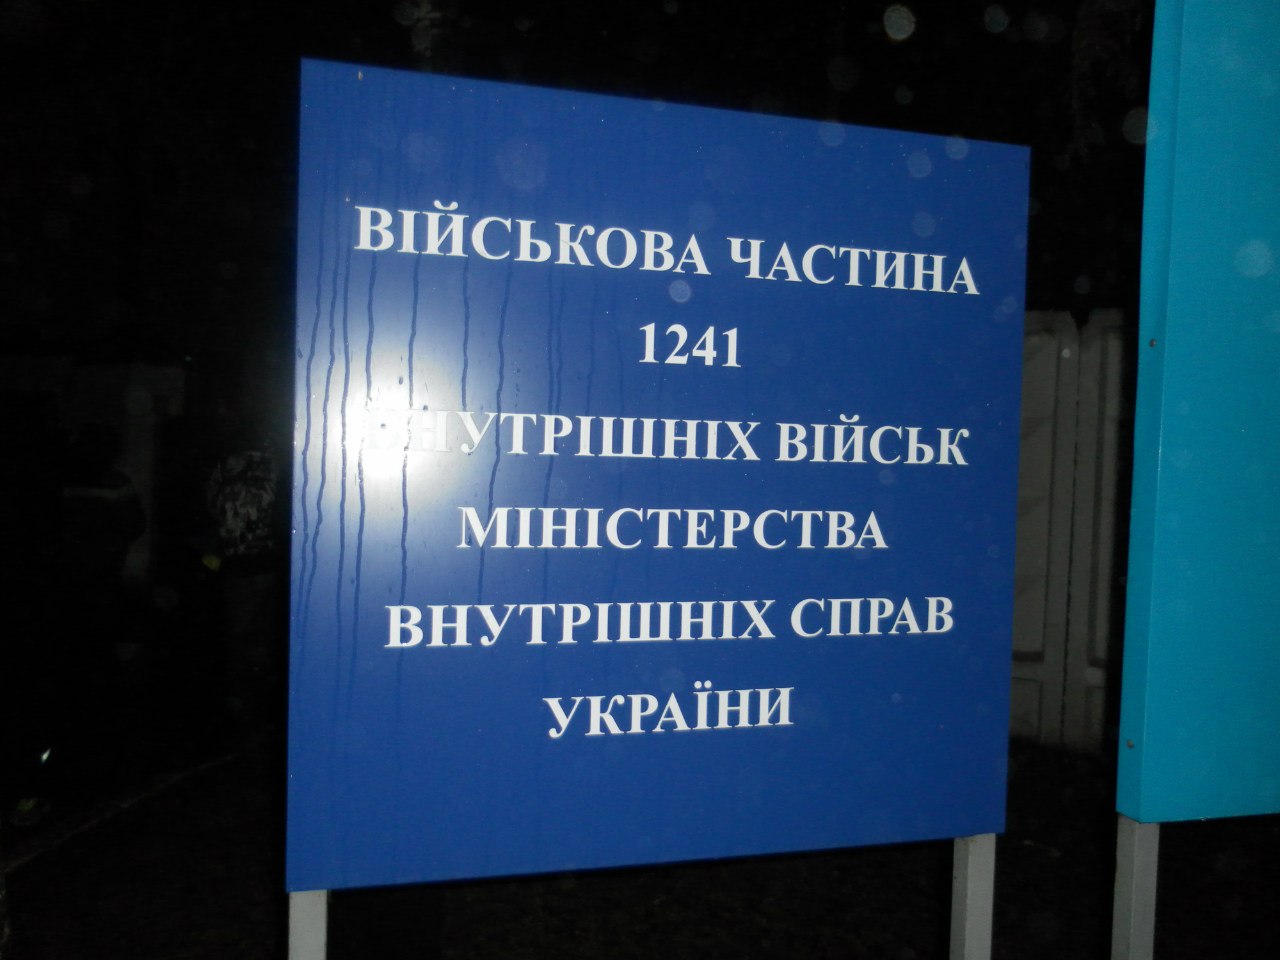 ВІЙСЬКОВА ЧАСТИНА
1241
ВНУТРІШНІХ ВІЙСЬК
МІНІСТЕРСТВА
ВНУТРІШНІХ СПРАВ
УКРАЇНИ